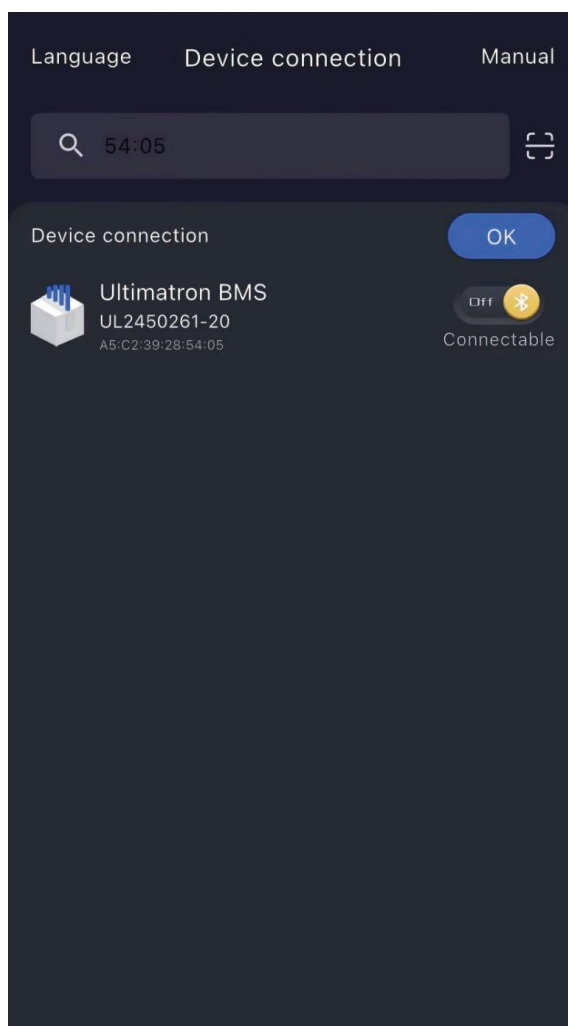 Language Device connection Manual
54:05
Device connection OK
Ultimatron BMS
UL2450261-20
Off
A5:C2:39:28:54:05
Connectable